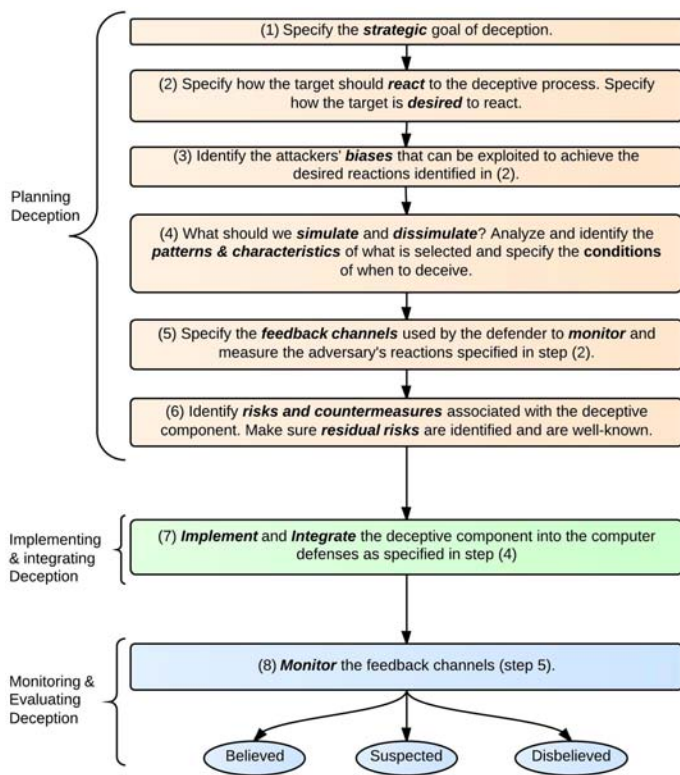 (1) Specify the strategic goal of deception.
(2) Specify how the target should react to the deceptive process. Specify
how the target is desired to react.
(3) Identify the attackers' biases that can be exploited to achieve the
desired reactions identified in (2).
Planning
Deception
(4) What should we simulate and dissimulate? Analyze and identify the
patterns & characteristics of what is selected and specify the conditions
of when to deceive.
(5) Specify the feedback channels used by the defender to monitor and
measure the adversary's reactions specified in step (2).
(6) Identify risks and countermeasures associated with the deceptive
component. Make sure residual risks are identified and are well-known.
Implementing
& integrating
Deception
(7) Implement and Integrate the deceptive component into the computer
defenses as specified in step (4)
Monitoring &
Evaluating
Deception
(8) Monitor the feedback channels (step 5).
Believed
Suspected
Disbelieved